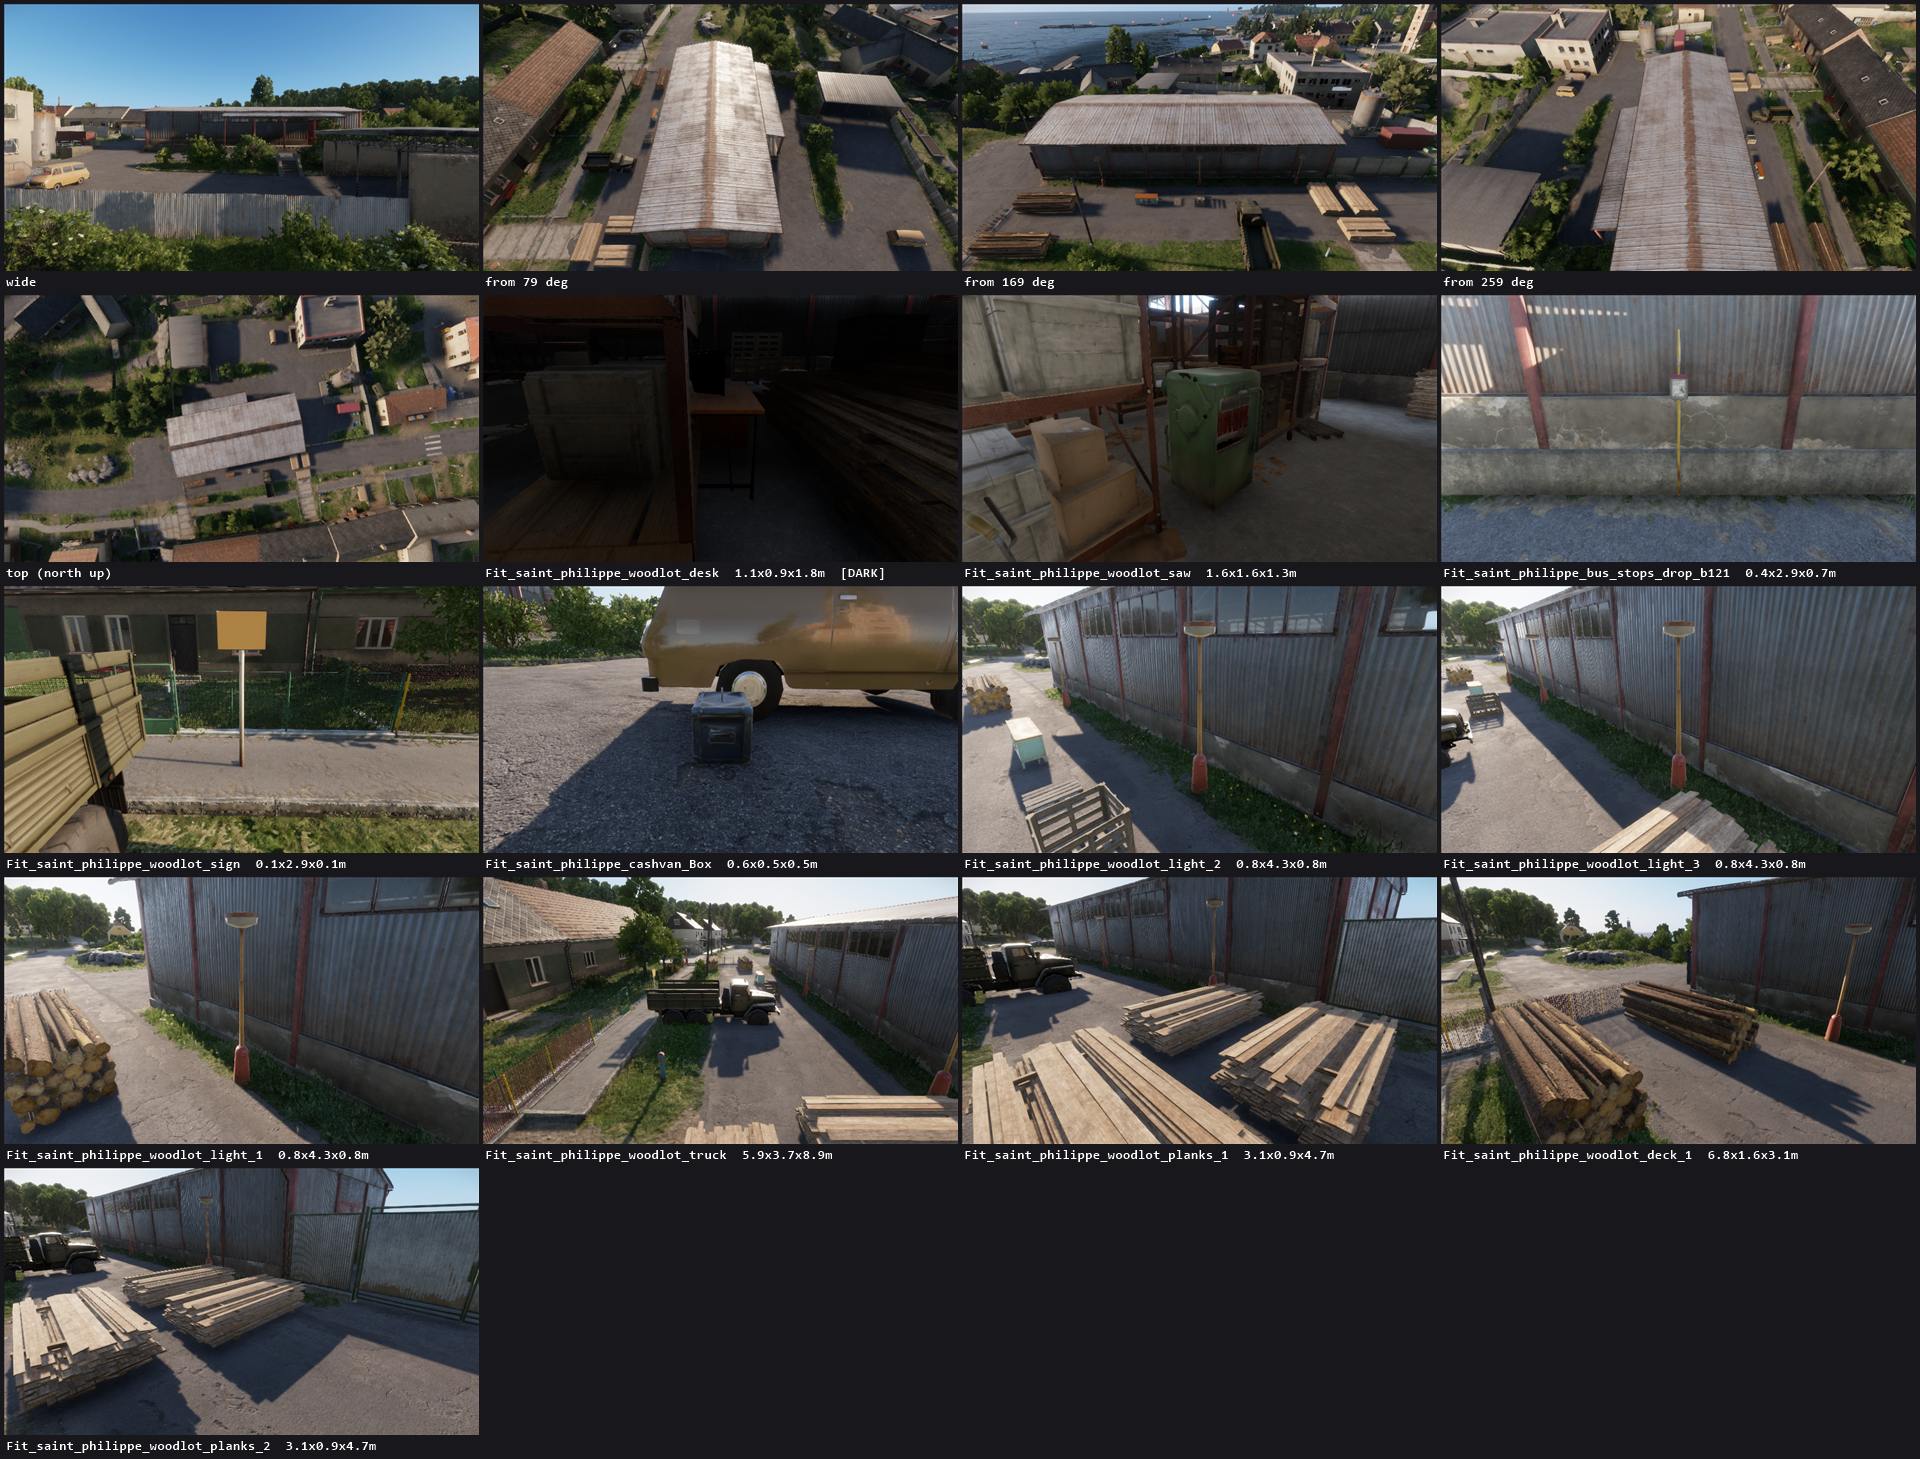 wide
from 79 deg
from 169 deg
from 259 deg
top (north up)
Fit_saint_philippe_woodlot_desk 1.1x0.9x1.8m [DARK]
Fit_saint_philippe_woodlot_saw 1.6x1.6x1.3m
Fit_saint_philippe_bus_stops_drop_b121 0.4x2.9x0.7m
Fit_saint_philippe_woodlot_sign 0.1x2.9x0.1m
Fit_saint_philippe_cashvan_Box 0.6x0.5x0.5m
Fit_saint_philippe_woodlot_light_2 0.8x4.3x0.8m
Fit_saint_philippe_woodlot_light_3 0.8x4.3x0.8m
Fit_saint_philippe_woodlot_light_1 0.8x4.3x0.8m
Fit_saint_philippe_woodlot_truck 5.9x3.7x8.9m
Fit_saint_philippe_woodlot_planks_1 3.1x0.9x4.7m
Fit_saint_philippe_woodlot_deck_1 6.8x1.6x3.1m
Fit_saint_philippe_woodlot_planks_2 3.1x0.9x4.7m